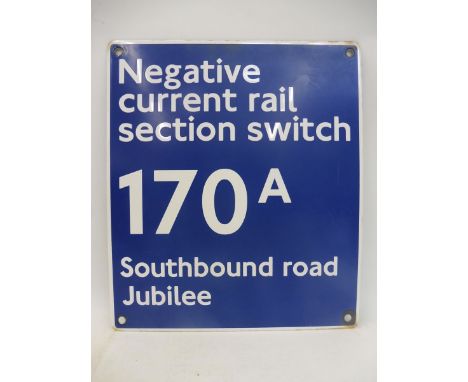 Negative
current rail
section switch
170 A
Southbound road
Jubilee